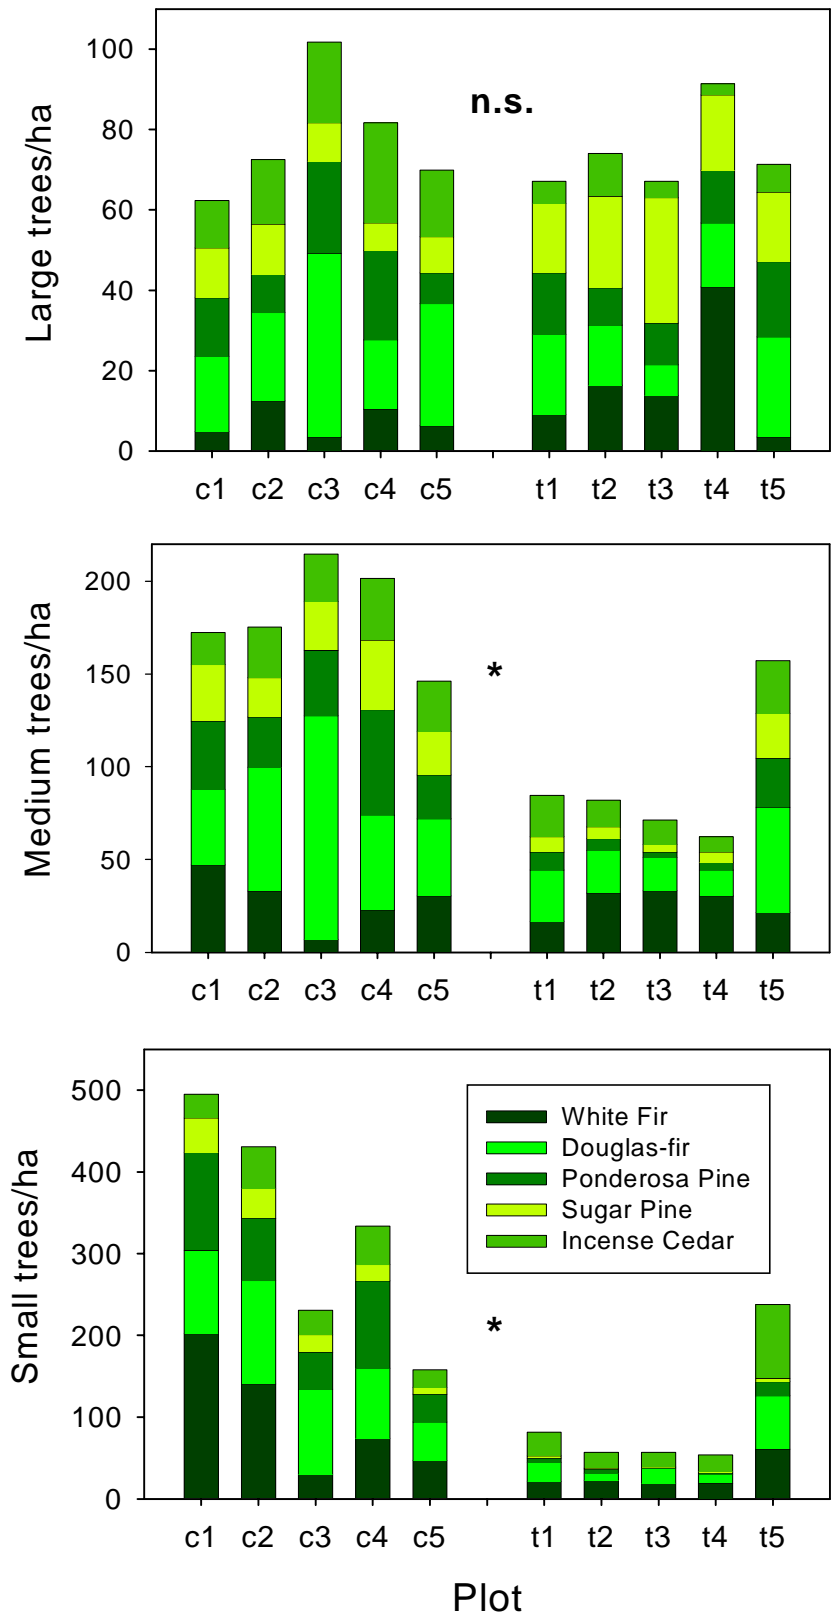 Large trees/ha
100
80
60
40
20
0
n.s.
c1 c2 c3 c4 c5 t1 t2 t3 t4 t5
Medium trees/ha
200
150
100
50
0
*
c1 c2 c3 c4 c5 t1 t2 t3 t4 t5
Small trees/ha
500
400
300
200
100
0
White Fir
Douglas-fir
Ponderosa Pine
Sugar Pine
Incense Cedar
*
c1 c2 c3 c4 c5 t1 t2 t3 t4 t5
Plot